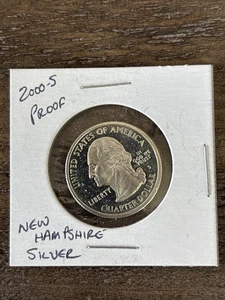 2000-S
PROOF
UNITED STATES OF AMERICA
LIBERTY
IN
GOD WE
TRUST
QUARTER DOLLAR
NEW
HAMPSHIRE
SILVER